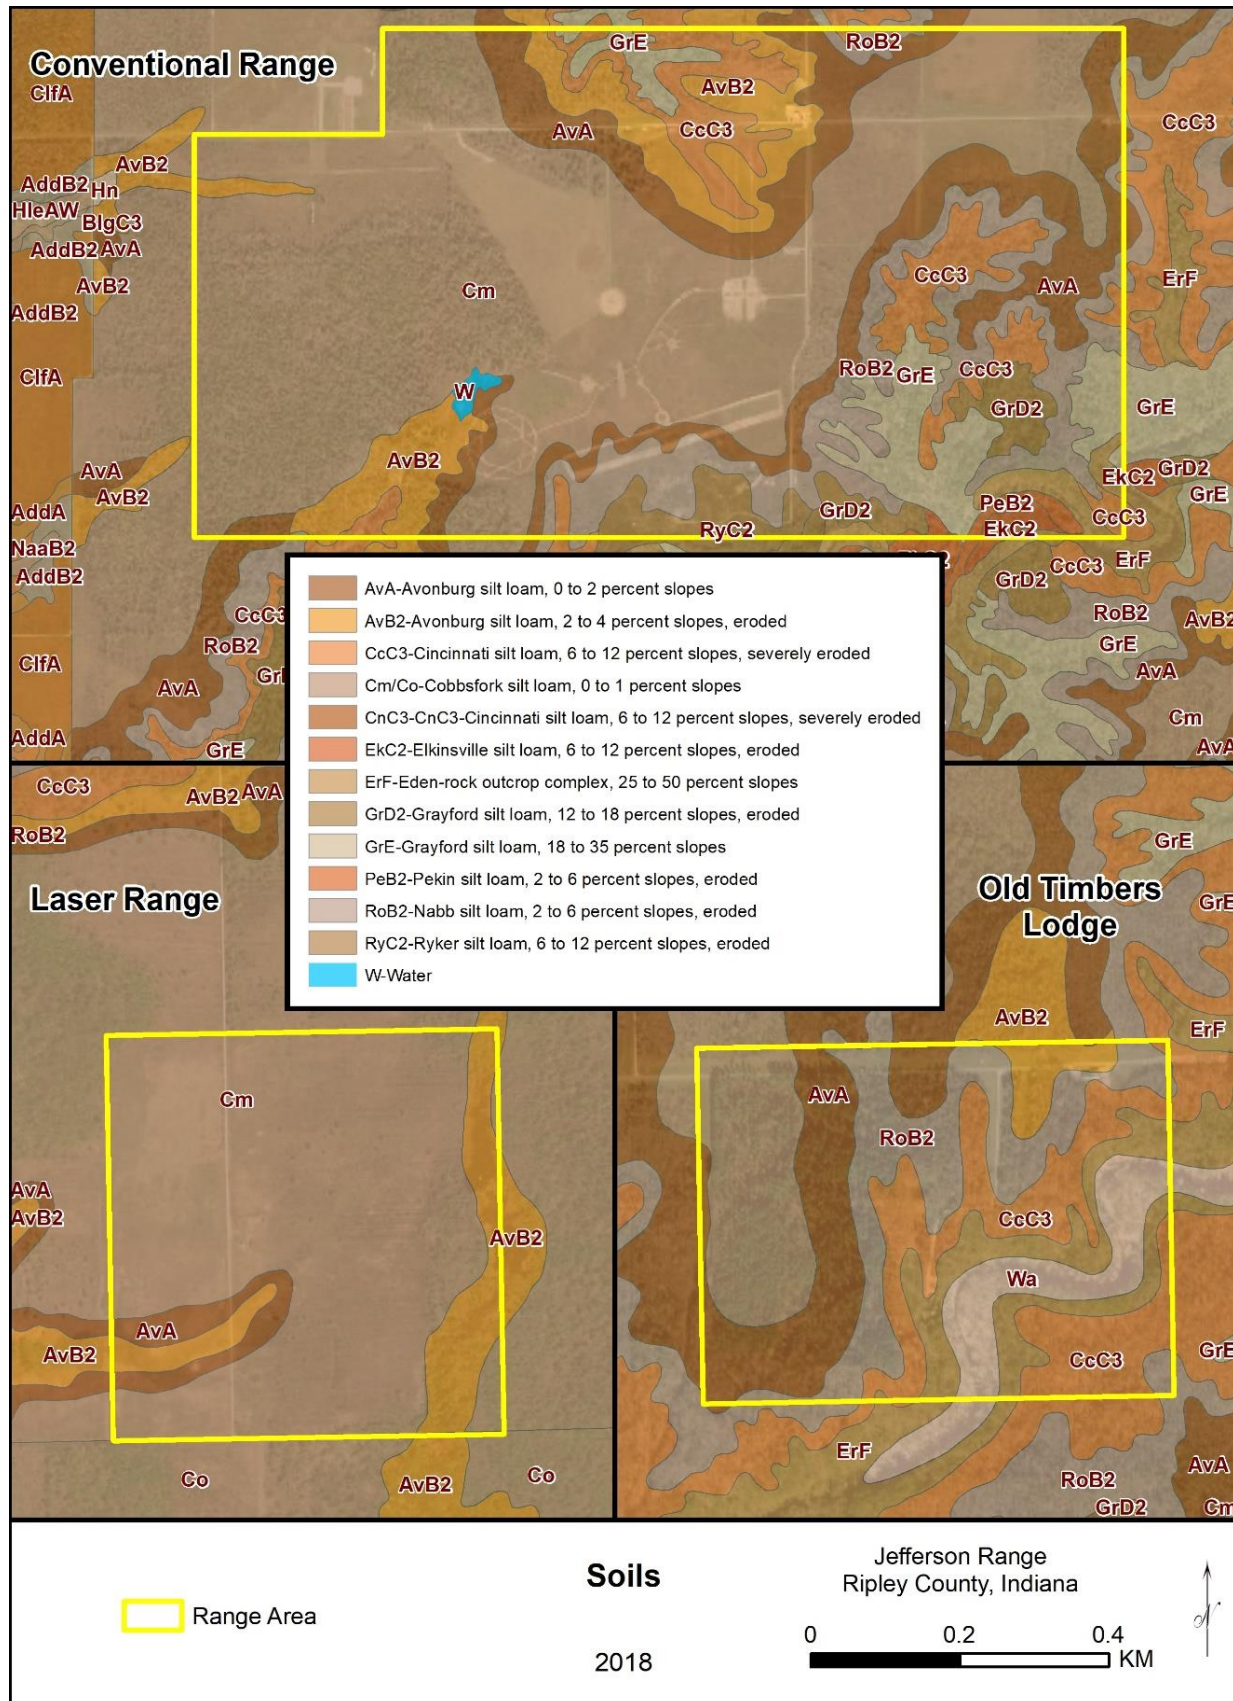 Conventional Range
GrE
RoB2
ClfA
AvB2
CcC3
AvA
CcC3
AvB2
AddB2
Hn
HleAW
BlgC3
AddB2
AvA
AvB2
AddB2
Cm
CcC3
AvA
ErF
ClfA
W
RoB2
GrE
CcC3
GrD2
GrE
AvB2
AvA
AvB2
EkC2
GrD2
GrE
AddA
PeB2
GrD2
CcC3
RyC2
EkC2
NaaB2
AddB2
CcC3
ErF
GrD2
CcC3
RoB2
RoB2
AvB2
ClfA
GrE
AvA
AvA
Cm
AddA
GrE
AvA
AvA-Avonburg silt loam, 0 to 2 percent slopes
AvB2-Avonburg silt loam, 2 to 4 percent slopes, eroded
CcC3-Cincinnati silt loam, 6 to 12 percent slopes, severely eroded
Cm/Co-Cobbsfork silt loam, 0 to 1 percent slopes
CnC3-CnC3-Cincinnati silt loam, 6 to 12 percent slopes, severely eroded
EkC2-Elkinsville silt loam, 6 to 12 percent slopes, eroded
ErF-Eden-rock outcrop complex, 25 to 50 percent slopes
GrD2-Grayford silt loam, 12 to 18 percent slopes, eroded
GrE-Grayford silt loam, 18 to 35 percent slopes
PeB2-Pekin silt loam, 2 to 6 percent slopes, eroded
RoB2-Nabb silt loam, 2 to 6 percent slopes, eroded
RyC2-Ryker silt loam, 6 to 12 percent slopes, eroded
W-Water
CcC3
AvB2
AvA
RoB2
Laser Range
Cm
AvA
AvB2
AvB2
AvA
AvB2
Co
AvB2
Co
Old Timbers
Lodge
GrE
GrE
AvB2
ErF
AvA
RoB2
CcC3
Wa
CcC3
GrE
ErF
RoB2
AvA
GrD2
Cm
Range Area
Soils
2018
Jefferson Range
Ripley County, Indiana
0 0.2 0.4
KM
N